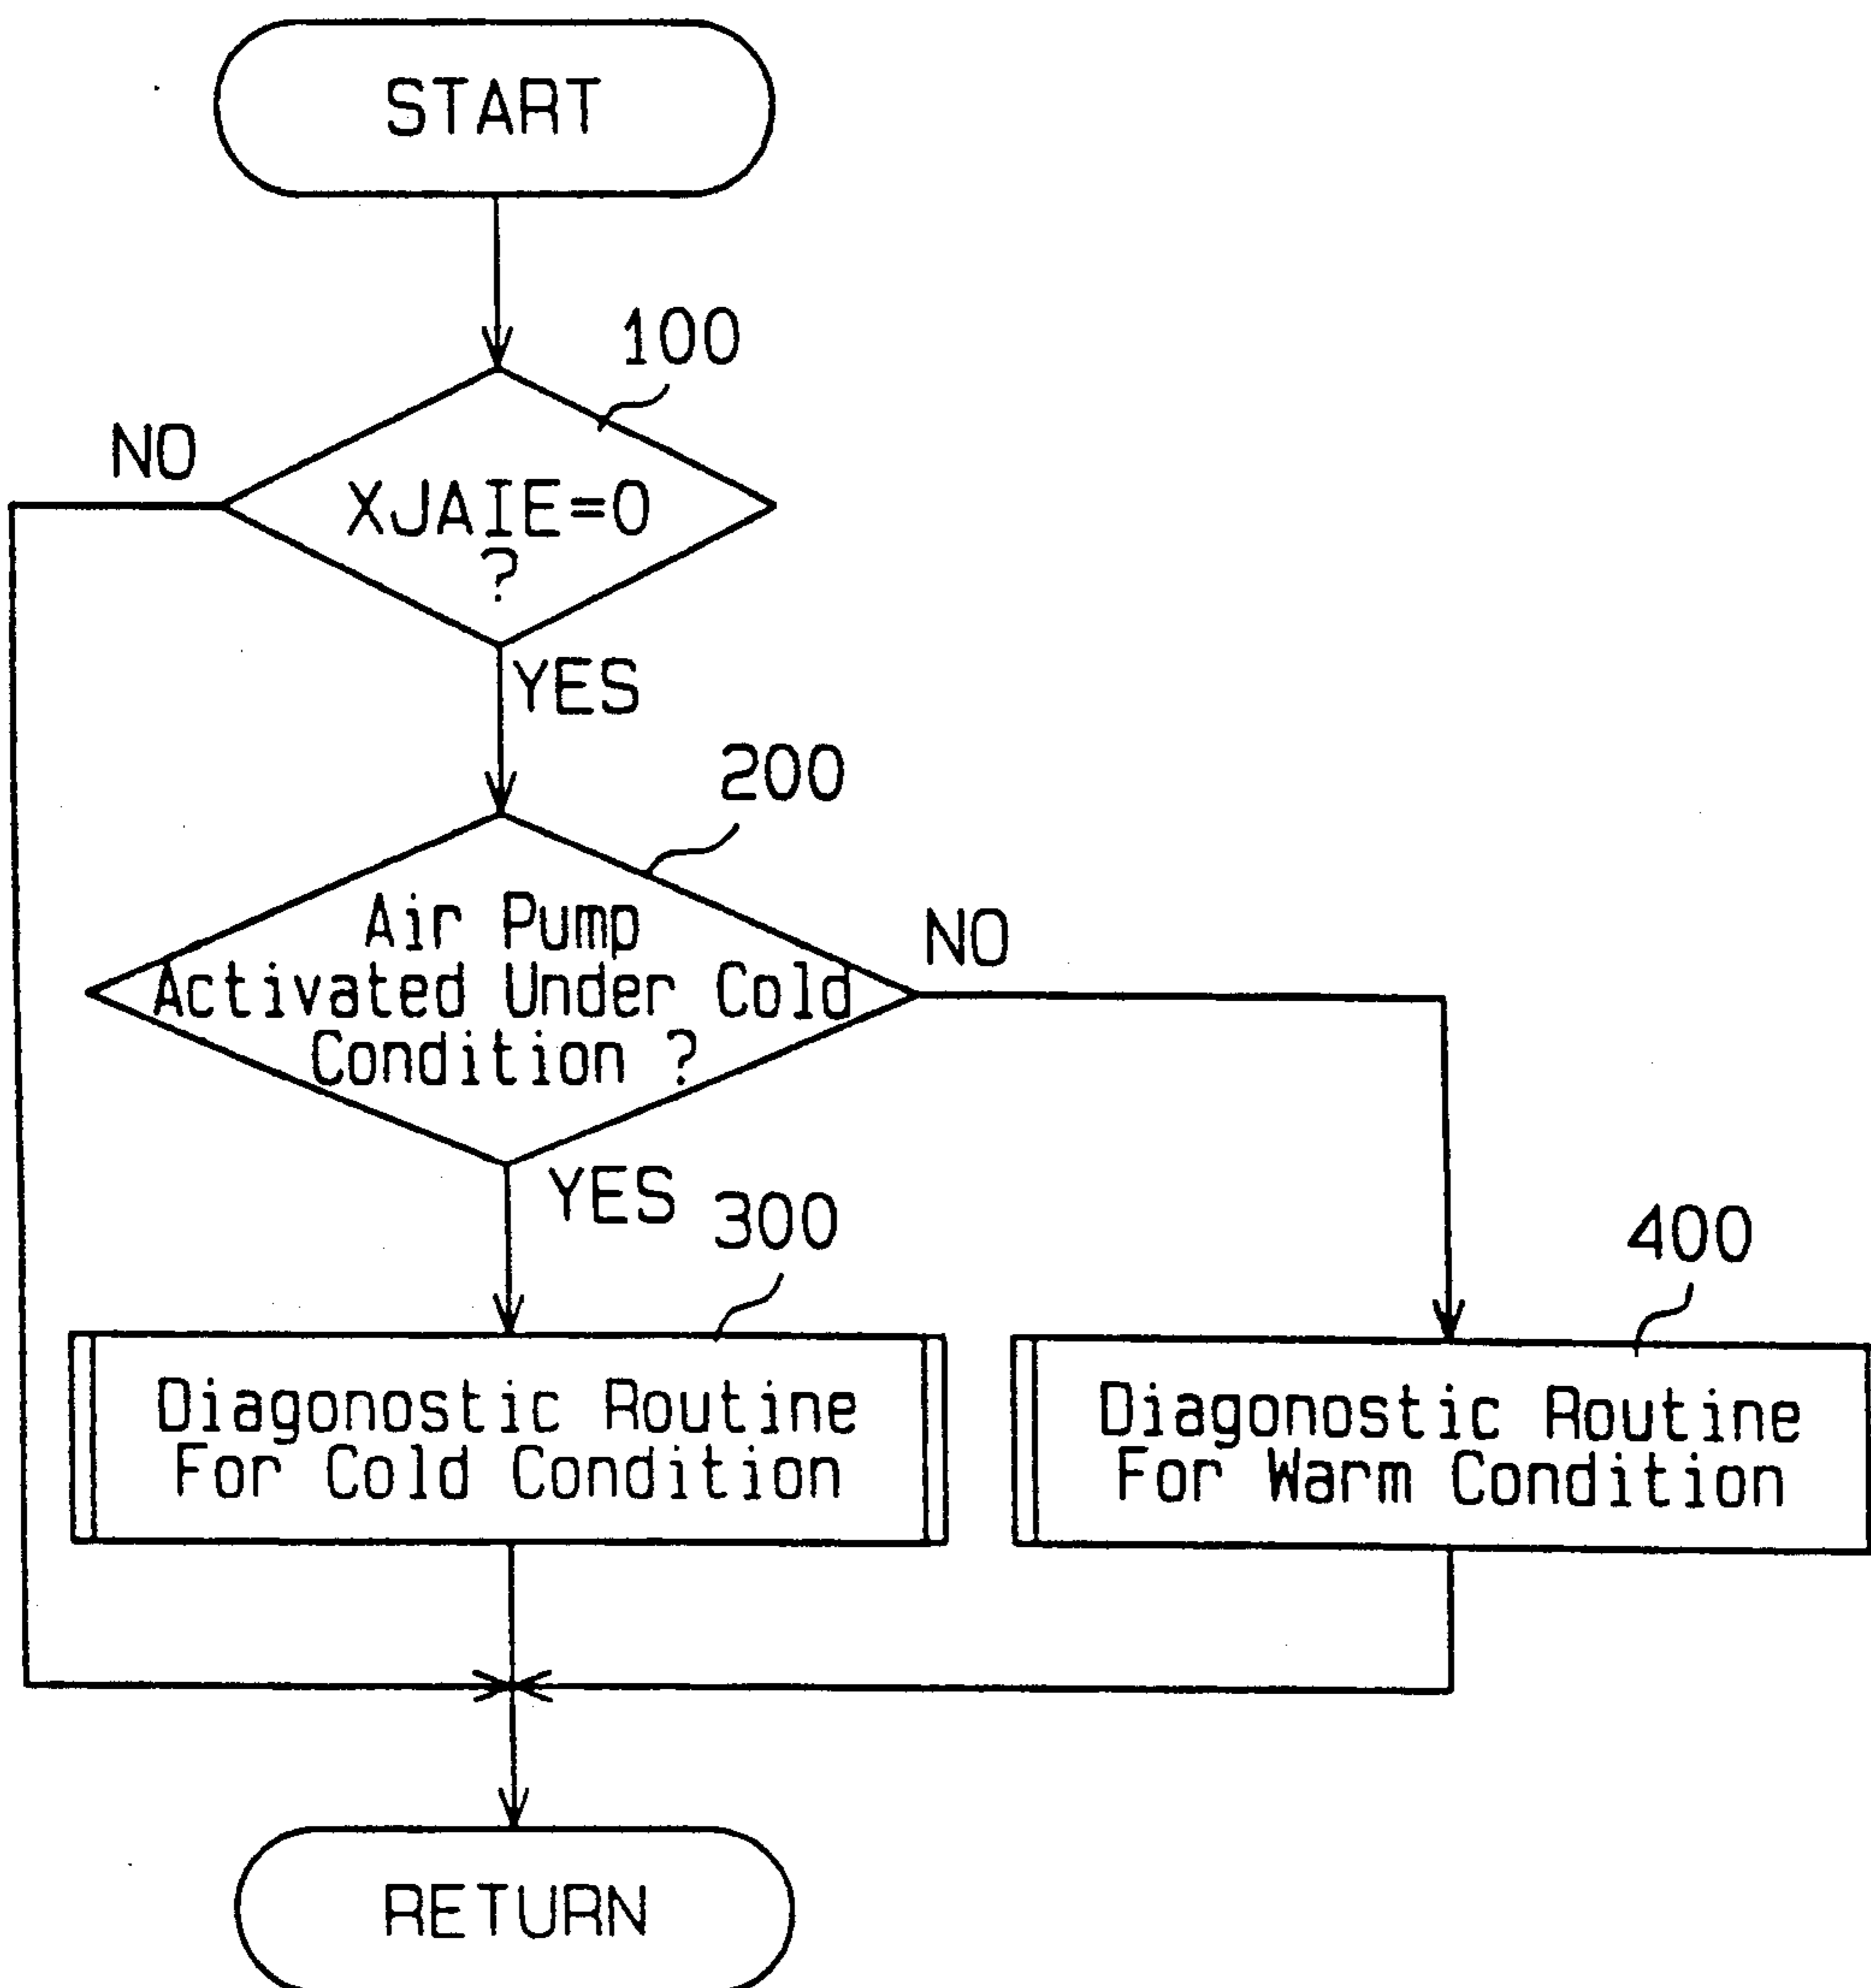 START
100
NO
XJAIE=0
?
YES
200
Air Pump
Activated Under Cold
Condition ?
NO
YES
300
400
Diagonostic Routine
For Cold Condition
Diagonostic Routine
For Warm Condition
RETURN